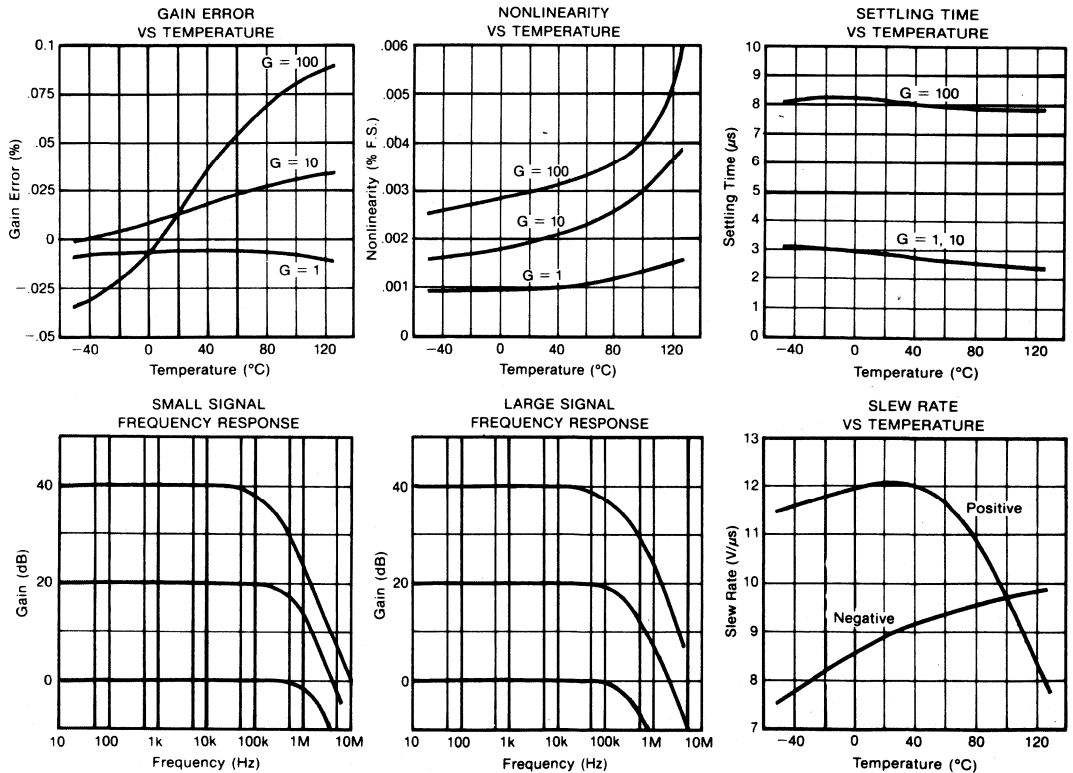 GAIN ERROR
VS TEMPERATURE
0.1
.075
.05
0.025
0
-.025
-.05
Gain Error (%)
G = 100
G = 10
G = 1
-40 0 40 80 120
Temperature (°C)
NONLINEARITY
VS TEMPERATURE
.006
.005
.004
.003
.002
.001
0
Nonlinearity (% F.S.)
G = 100
G = 10
G = 1
-40 0 40 80 120
Temperature (°C)
SETTLING TIME
VS TEMPERATURE
10
9
8
7
6
5
4
3
2
1
0
Settling Time (µs)
G = 100
G = 1, 10
-40 0 40 80 120
Temperature (°C)
SMALL SIGNAL
FREQUENCY RESPONSE
40
20
0
Gain (dB)
10 100 1k 10k 100k 1M 10M
Frequency (Hz)
LARGE SIGNAL
FREQUENCY RESPONSE
40
20
0
Gain (dB)
10 100 1k 10k 100k 1M 10M
Frequency (Hz)
SLEW RATE
VS TEMPERATURE
13
12
11
10
9
8
7
Slew Rate (V/µs)
Positive
Negative
-40 0 40 80 120
Temperature (°C)